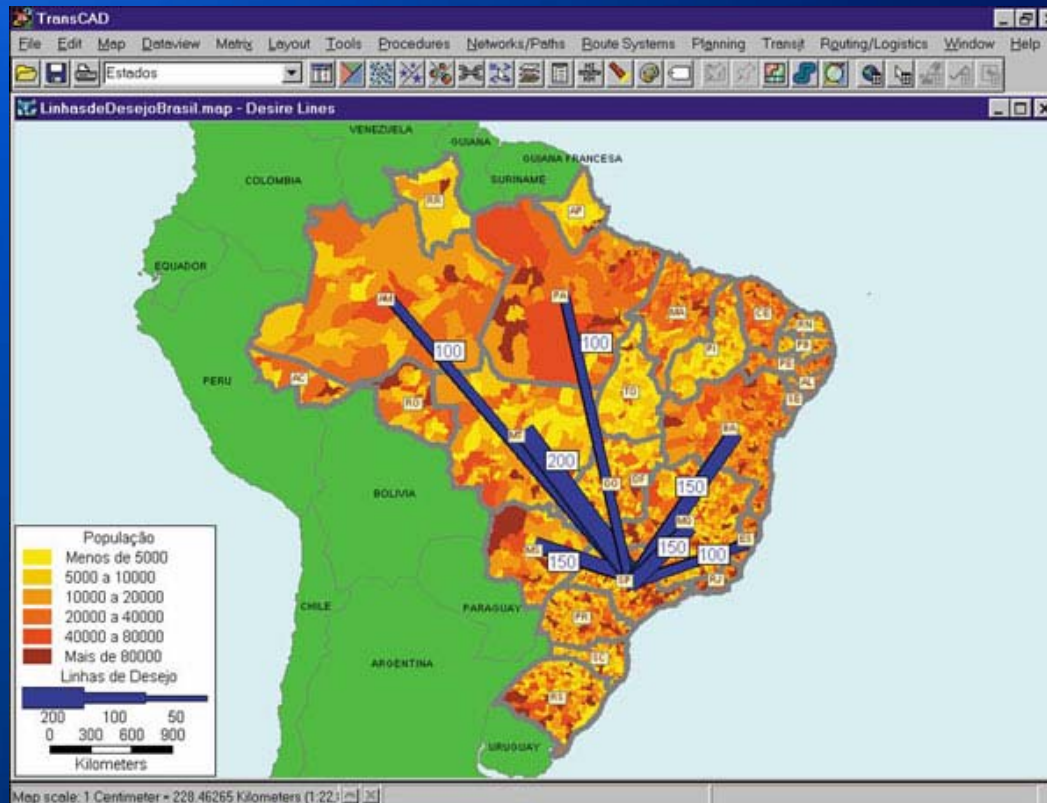 TransCAD
File Edit Map Dataview Matrix Layout Tools Procedures Networks/Paths Route Systems Planning Transit Routing/Logistics Window Help
Estados
LinhasdeDesejoBrasil.map - Desire Lines
VENEZUELA
GUIANA
GUIANA FRANCESA
SURINAME
COLOMBIA
RR
AP
EQUADOR
AM
PA
MA
CE
RN
PB
PI
PE
AL
SE
100
100
PERU
AC
RO
TO
MT
BA
200
GO
DF
150
BOLIVIA
MG
ES
MS
150
150
100
SP
RJ
CHILE
PARAGUAY
PR
SC
ARGENTINA
RS
URUGUAY
População
Menos de 5000
5000 a 10000
10000 a 20000
20000 a 40000
40000 a 80000
Mais de 80000
Linhas de Desejo
200 100 50
0 300 600 900
Kilometers
Map scale: 1 Centimeter = 228.46265 Kilometers (1:22,